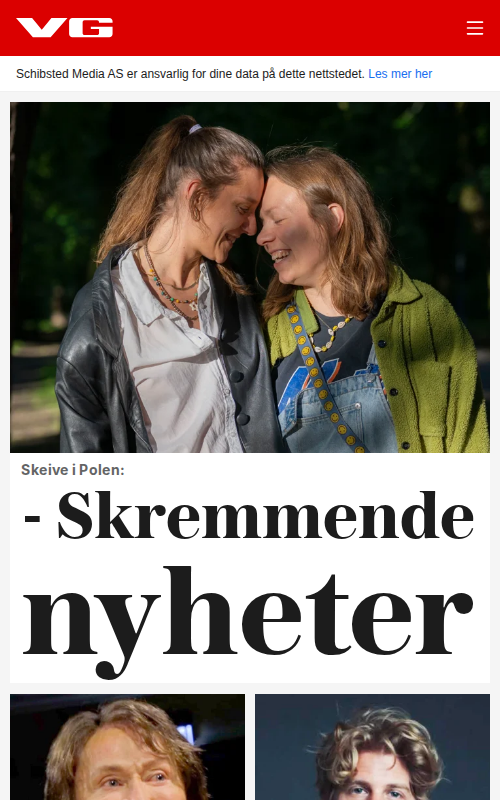 VG
Schibsted Media AS er ansvarlig for dine data på dette nettstedet. Les mer her
Skeive i Polen:
- Skremmende
nyheter